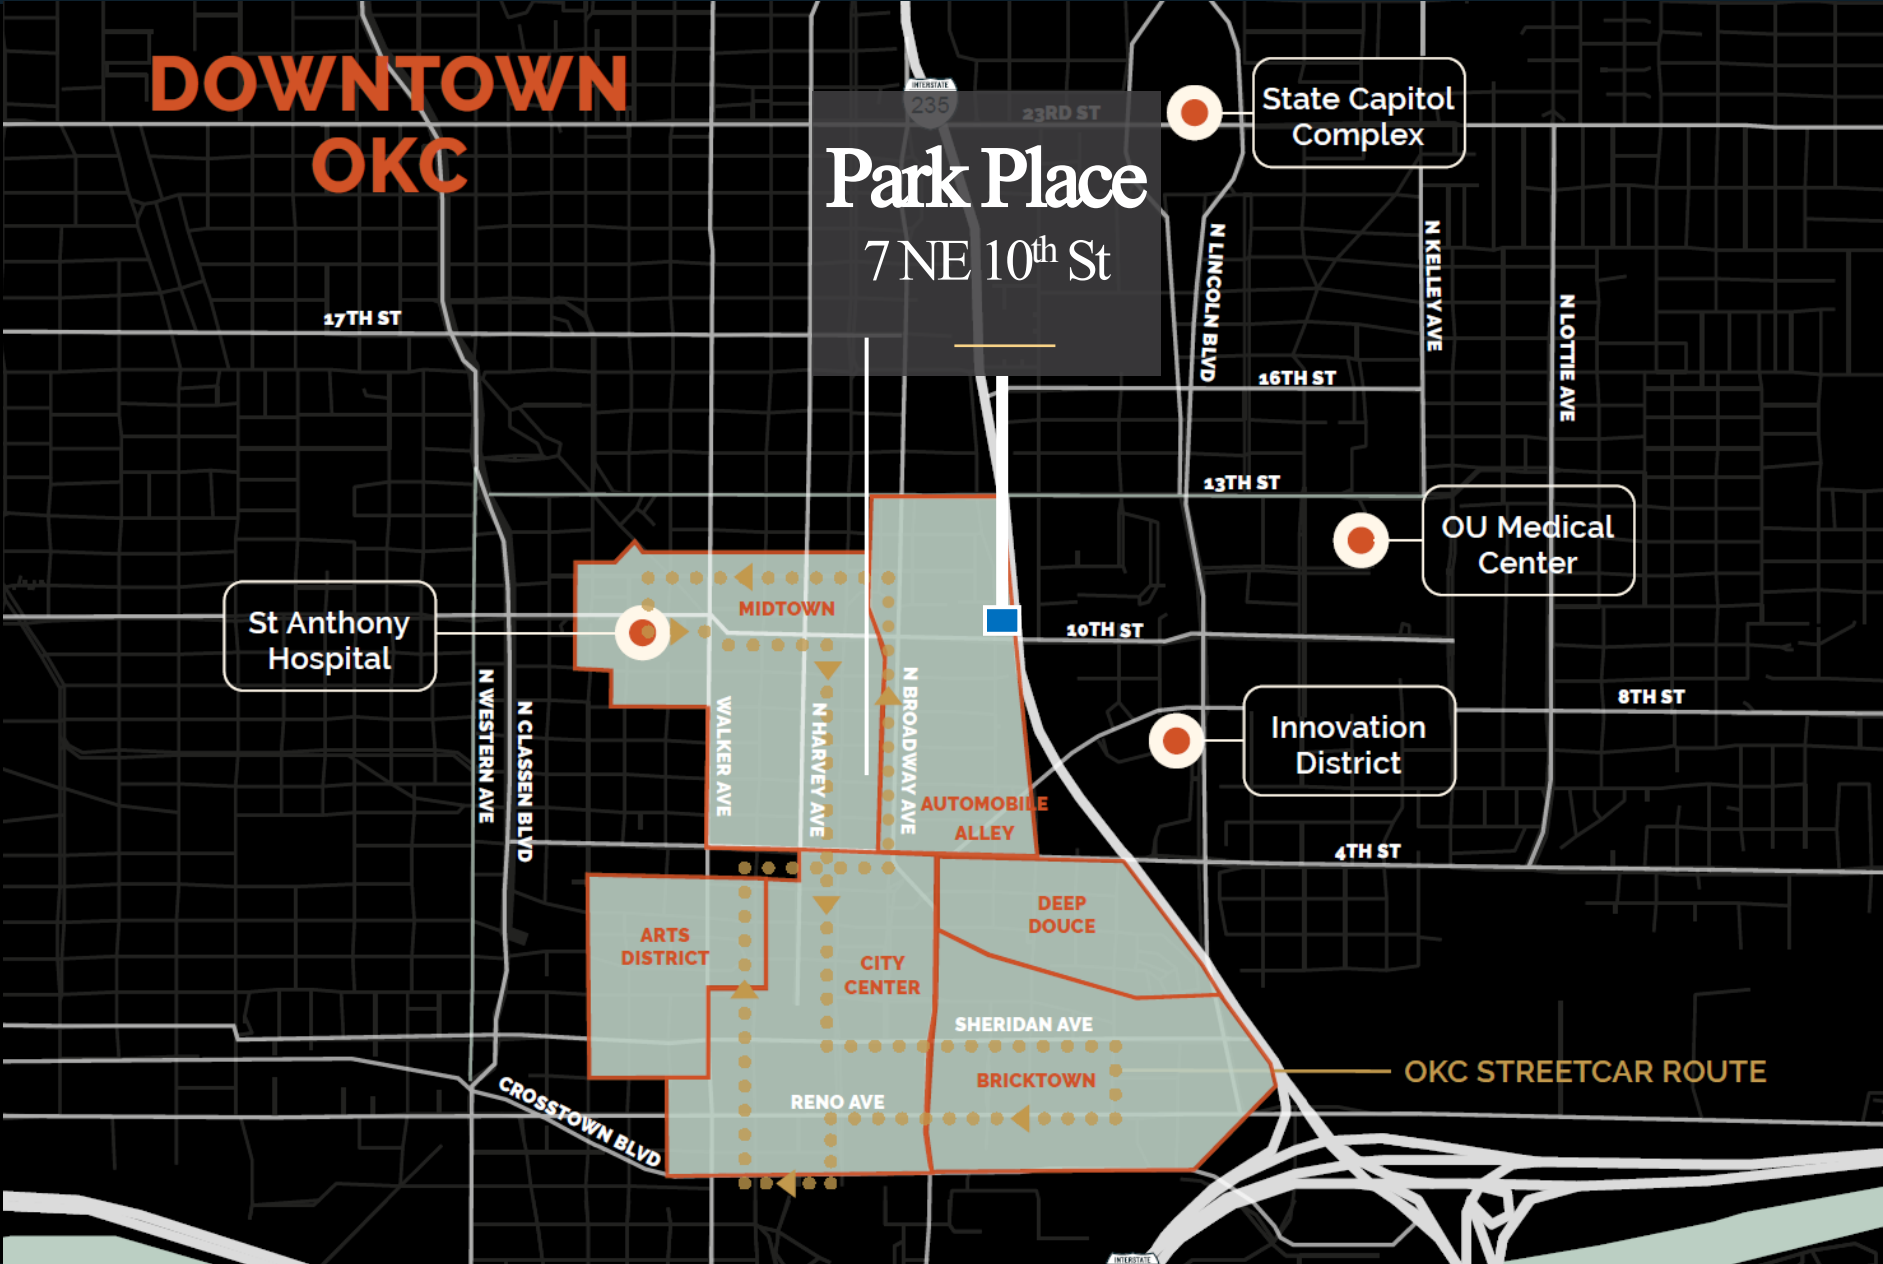 DOWNTOWN
OKC
INTERSTATE
235
23RD ST
Park Place
7 NE 10th St
State Capitol
Complex
N LINCOLN BLVD
N KELLEY AVE
N LOTTIE AVE
17TH ST
16TH ST
13TH ST
OU Medical
Center
St Anthony
Hospital
MIDTOWN
10TH ST
N WESTERN AVE
N CLASSEN BLVD
WALKER AVE
N HARVEY AVE
N BROADWAY AVE
8TH ST
Innovation
District
AUTOMOBILE
ALLEY
4TH ST
ARTS
DISTRICT
CITY
CENTER
DEEP
DOUCE
SHERIDAN AVE
BRICKTOWN
OKC STREETCAR ROUTE
RENO AVE
CROSSTOWN BLVD
INTERSTATE